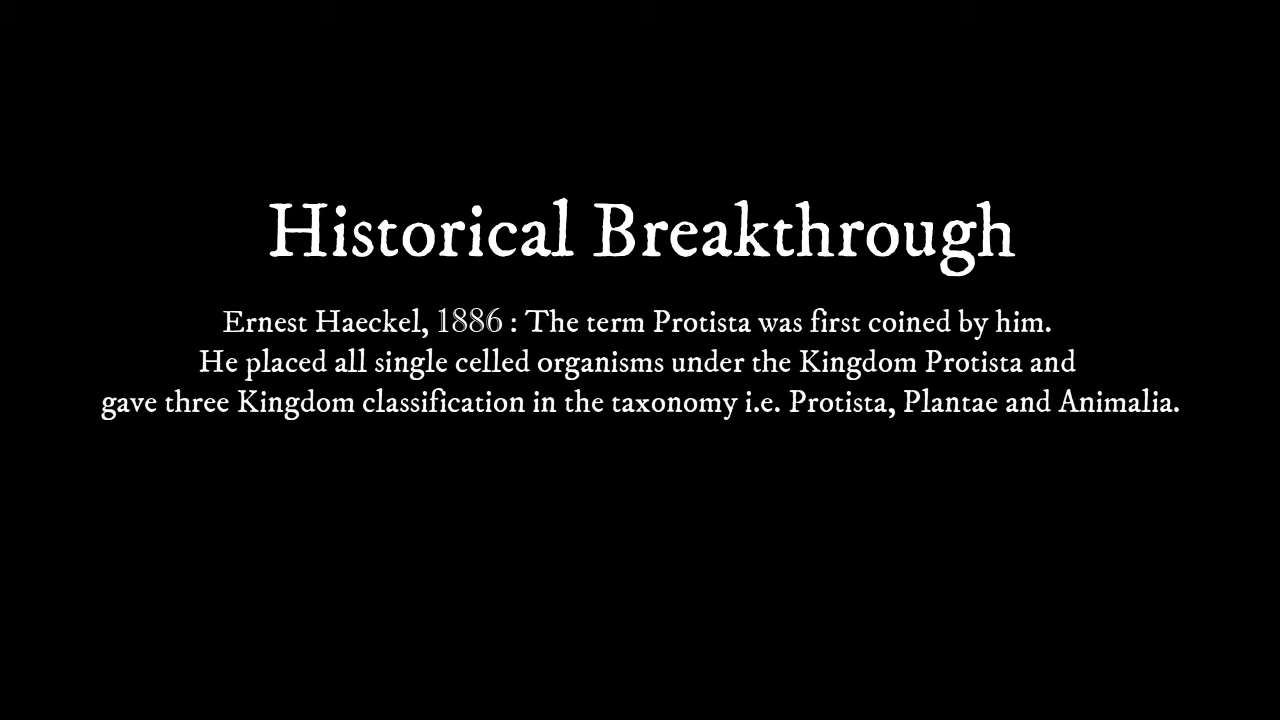 Historical Breakthrough
Ernest Haeckel, 1886 : The term Protista was first coined by him.
He placed all single celled organisms under the Kingdom Protista and
gave three Kingdom classification in the taxonomy i.e. Protista, Plantae and Animalia.